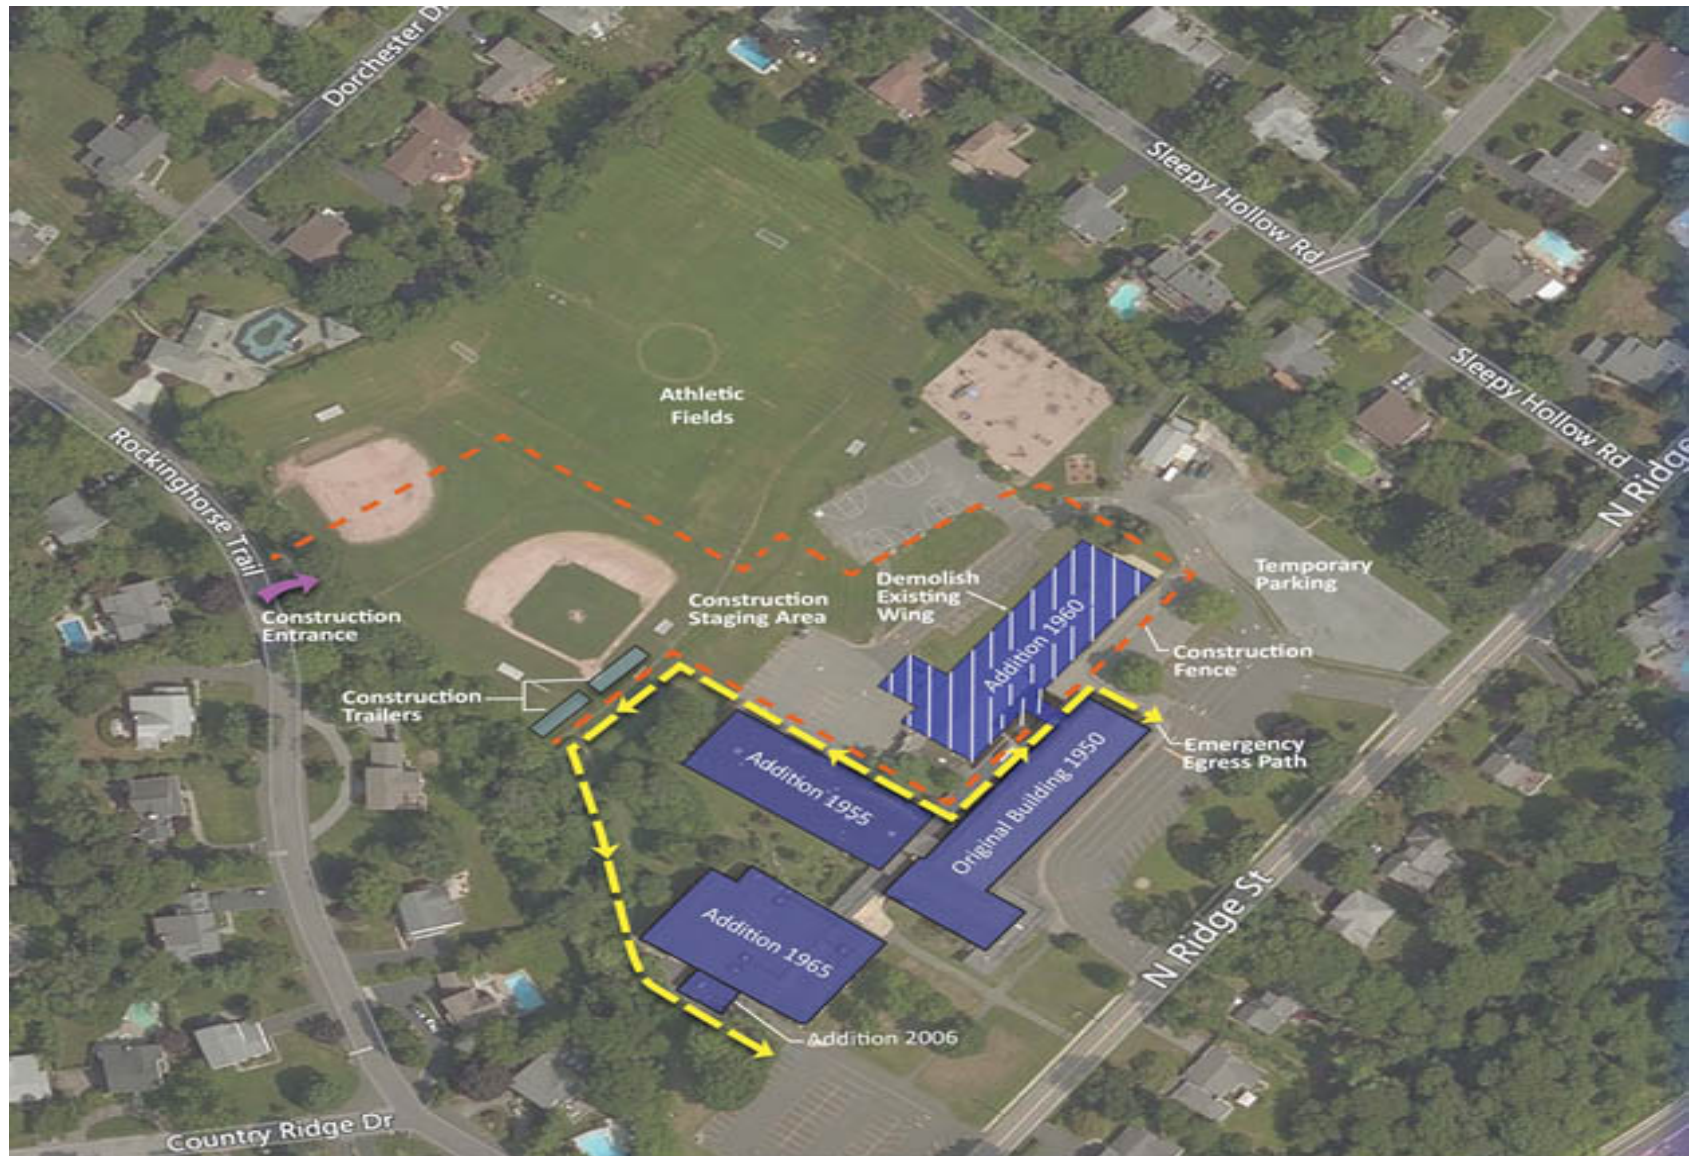 Dorchester Dr
Sleepy Hollow Rd
Sleepy Hollow Rd
N Ridge
Rockinghorse Trail
Athletic
Fields
Construction
Entrance
Construction
Staging Area
Demolish
Existing
Wing
Addition 1960
Temporary
Parking
Construction
Fence
Construction
Trailers
Emergency
Egress Path
Addition 1955
Original Building 1950
Addition 1965
N Ridge St
Addition 2006
Country Ridge Dr